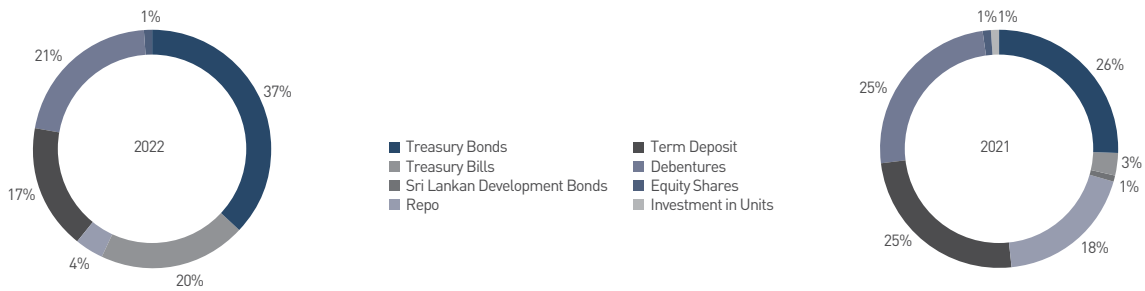 1%
21%
37%
2022
17%
4%
20%
Treasury Bonds
Treasury Bills
Sri Lankan Development Bonds
Repo
Term Deposit
Debentures
Equity Shares
Investment in Units
1% 1%
26%
25%
2021
3%
1%
25%
18%